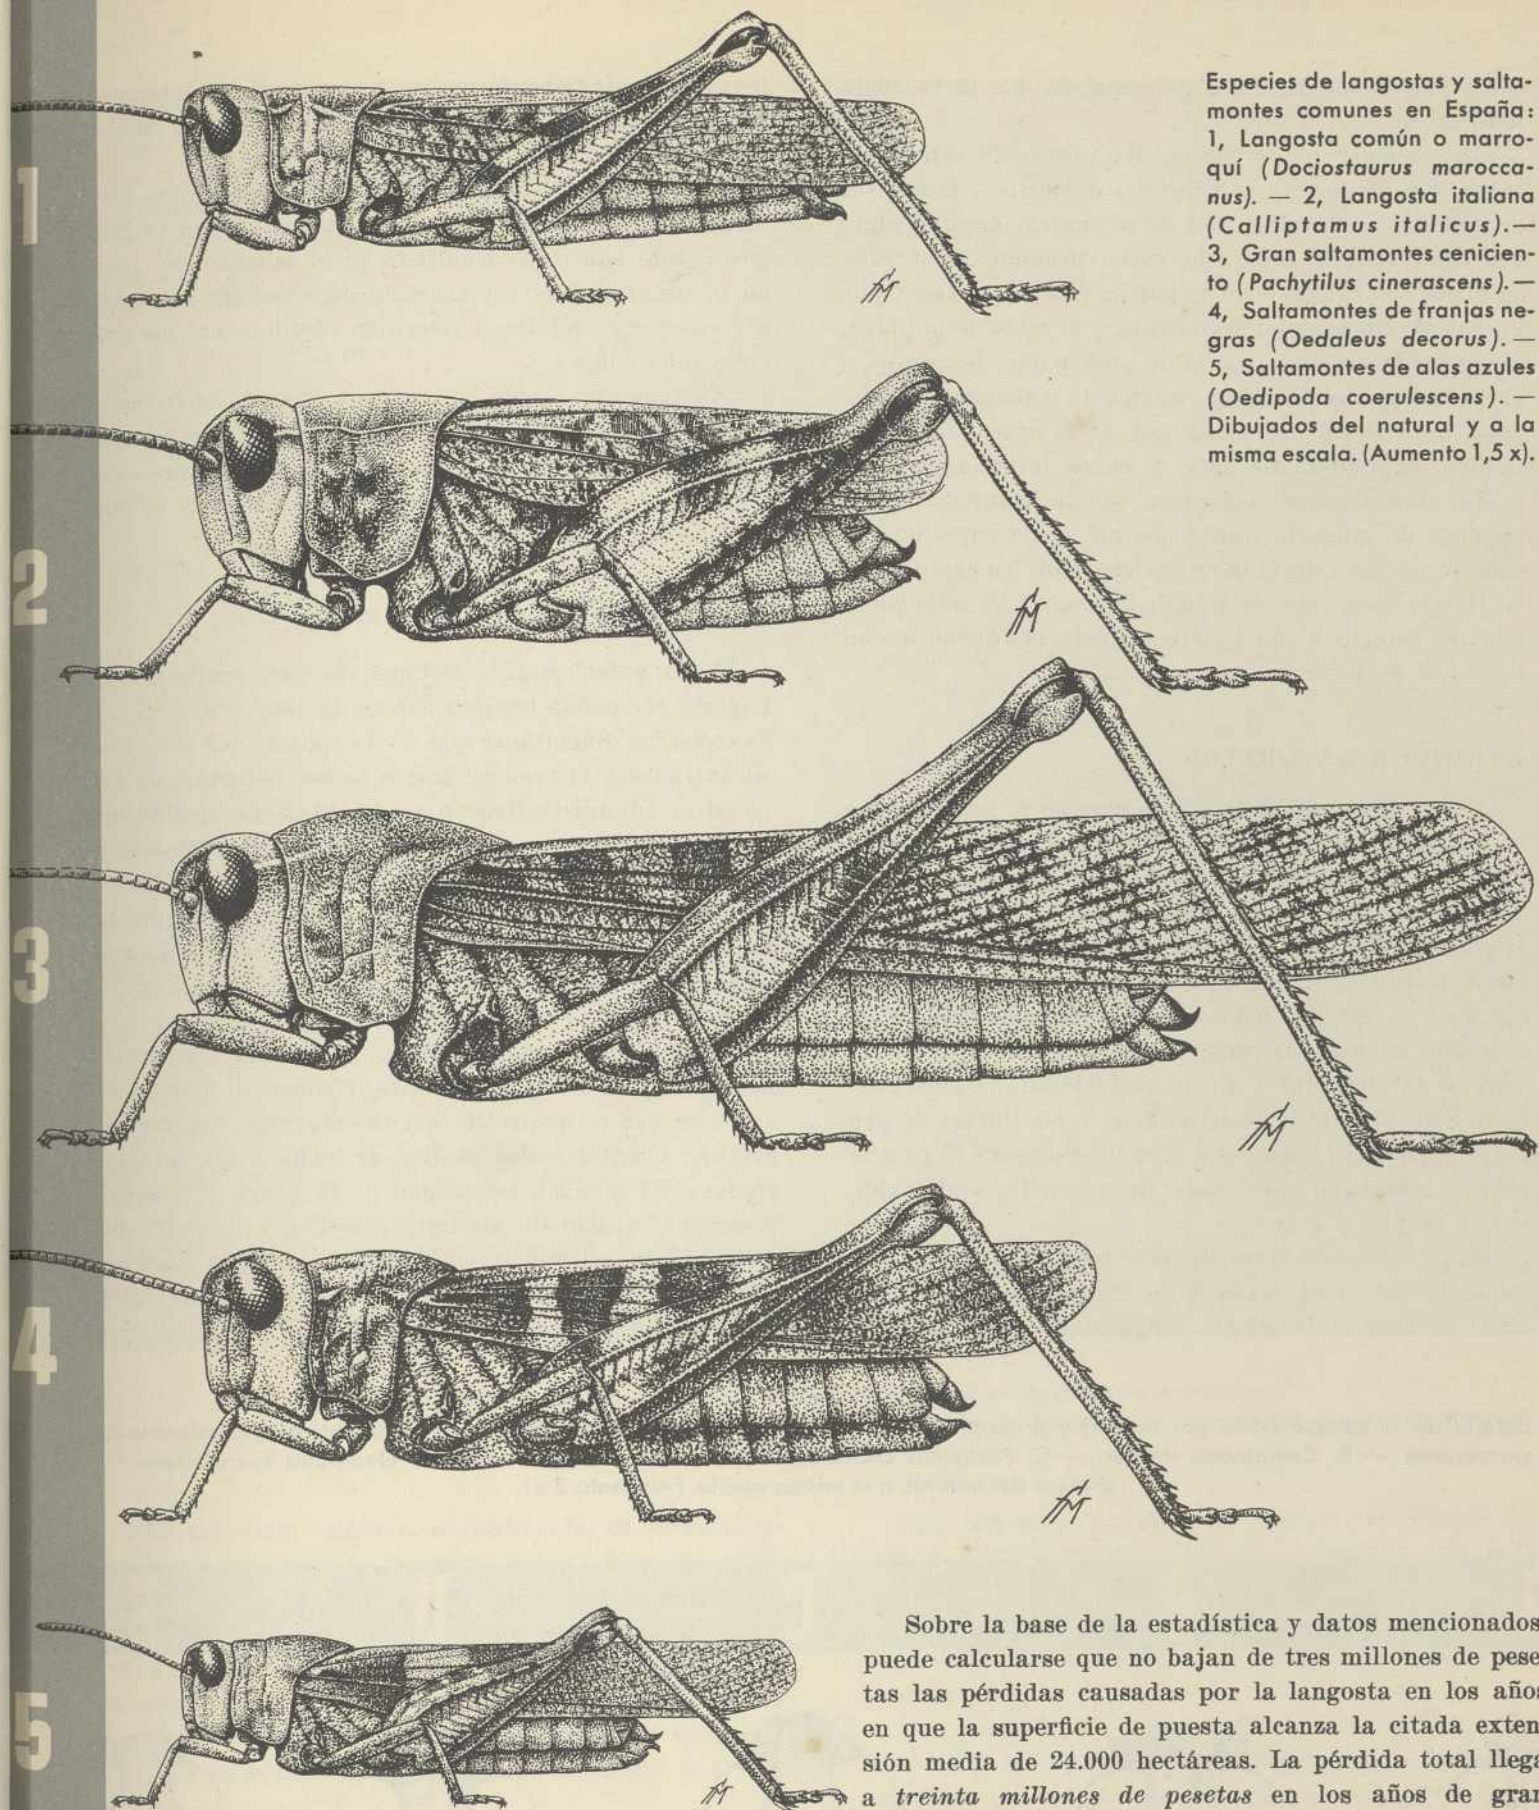 Especies de langostas y salta-
montes comunes en España:
1, Langosta común o marro-
quí (Dociostaurus marocca-
nus). — 2, Langosta italiana
(Calliptamus italicus).—
3, Gran saltamontes cenicien-
to (Pachytilus cinerascens).—
4, Saltamontes de franjas ne-
gras (Oedaleus decorus).—
5, Saltamontes de alas azules
(Oedipoda coerulescens). —
Dibujados del natural y a la
misma escala. (Aumento 1,5 x).
1
2
3
4
5
Sobre la base de la estadística y datos mencionados
puede calcularse que no bajan de tres millones de pese
tas las pérdidas causadas por la langosta en los años
en que la superficie de puesta alcanza la citada exten
sión media de 24.000 hectáreas. La pérdida total llega
a treinta millones de pesetas en los años de gran